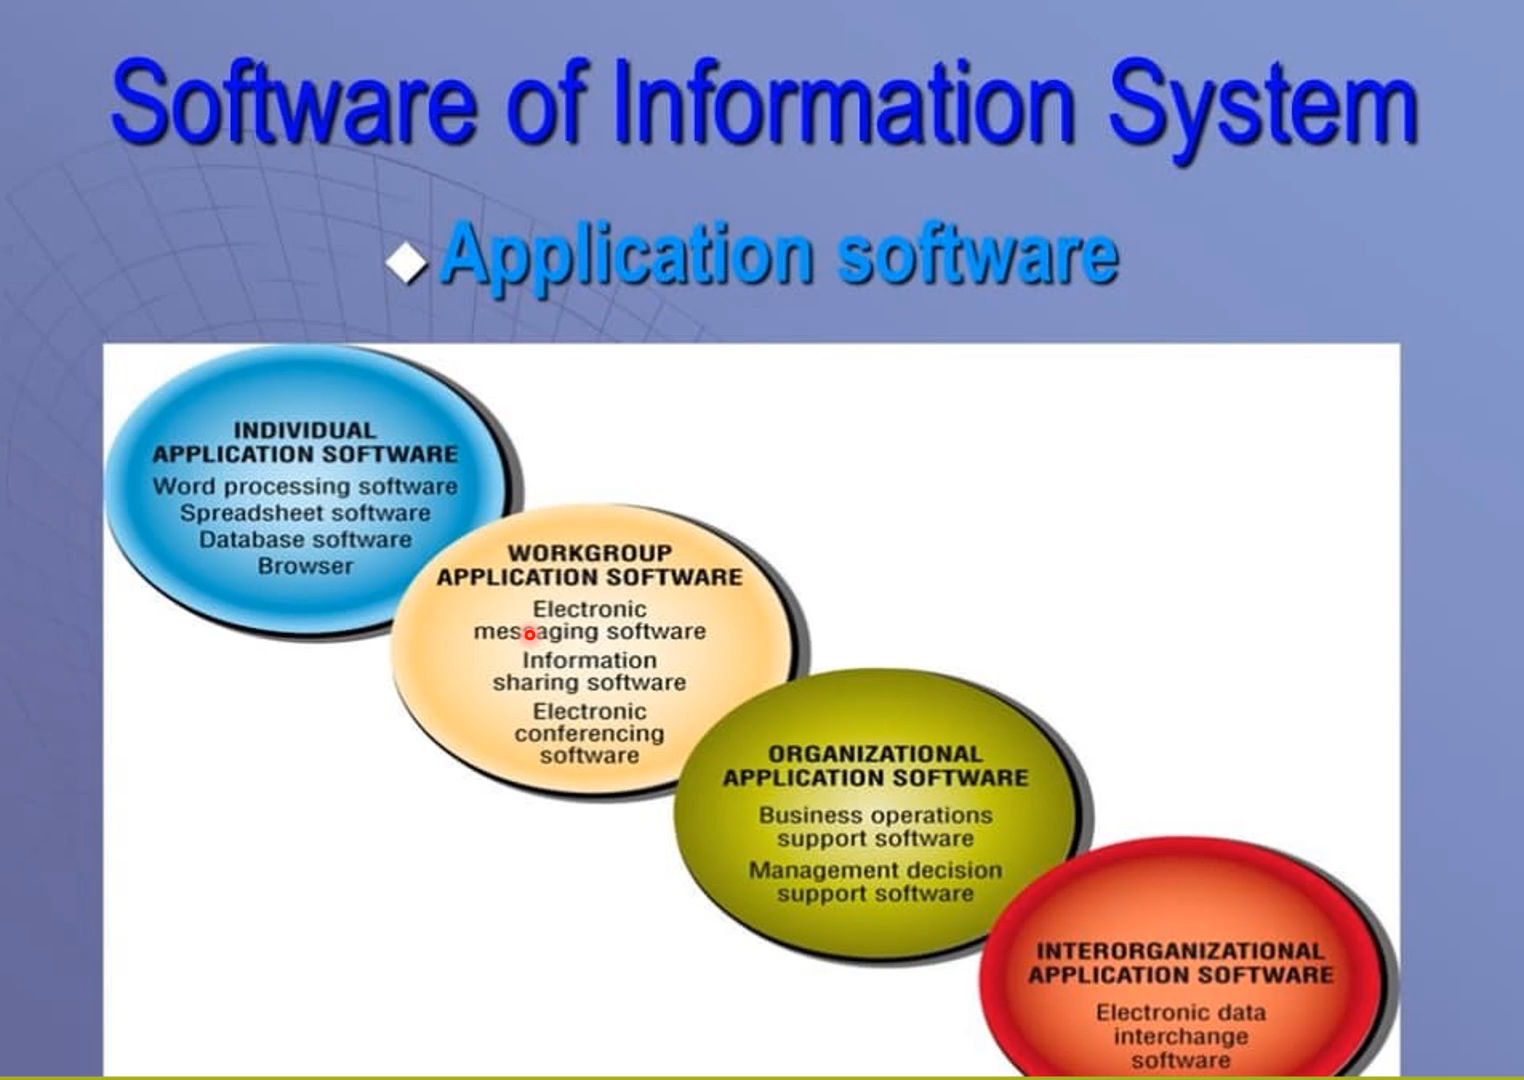 Software of Information System
Application software
INDIVIDUAL
APPLICATION SOFTWARE
Word processing software
Spreadsheet software
Database software
Browser
WORKGROUP
APPLICATION SOFTWARE
Electronic
messaging software
Information
sharing software
Electronic
conferencing
software
ORGANIZATIONAL
APPLICATION SOFTWARE
Business operations
support software
Management decision
support software
INTERORGANIZATIONAL
APPLICATION SOFTWARE
Electronic data
interchange
software